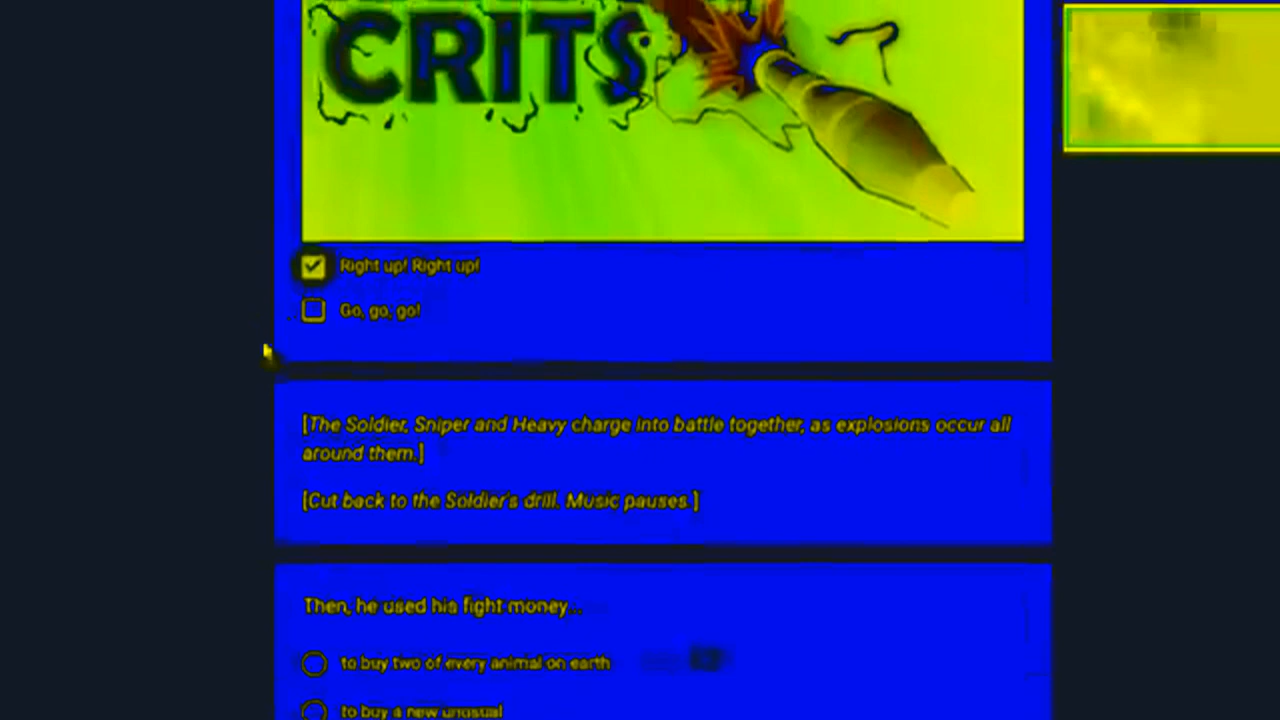 CRITS
Right up! Right up!
Go, go, go!
[The Soldier, Sniper and Heavy charge into battle together, as explosions occur all
around them.]
[Cut back to the Soldier's drill. Music pauses.]
Then, he used his fight money...
to buy two of every animal on earth
to buy a new unusual